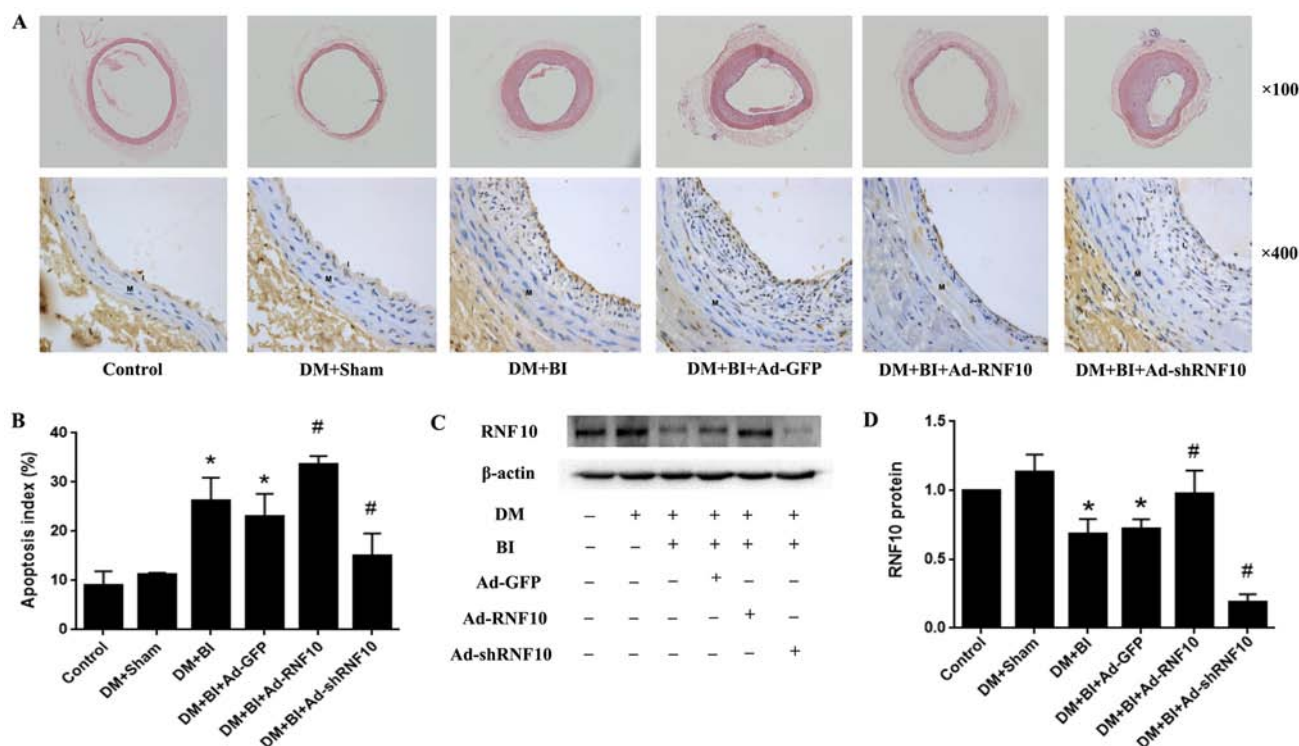 A
×100
I
M
I
M
I
M
I
M
I
M
I
M
×400
Control
DM+Sham
DM+BI
DM+BI+Ad-GFP
DM+BI+Ad-RNF10
DM+BI+Ad-shRNF10
B
Apoptosis index (%)
40
30
20
10
0
*
*
#
#
Control
DM+Sham
DM+BI
DM+BI+Ad-GFP
DM+BI+Ad-RNF10
DM+BI+Ad-shRNF10
C
RNF10
β-actin
DM – + + + + +
BI – – + + + +
Ad-GFP – – – + – –
Ad-RNF10 – – – – + –
Ad-shRNF10 – – – – – +
D
RNF10 protein
1.5
1.0
0.5
0.0
*
*
#
#
Control
DM+Sham
DM+BI
DM+BI+Ad-GFP
DM+BI+Ad-RNF10
DM+BI+Ad-shRNF10